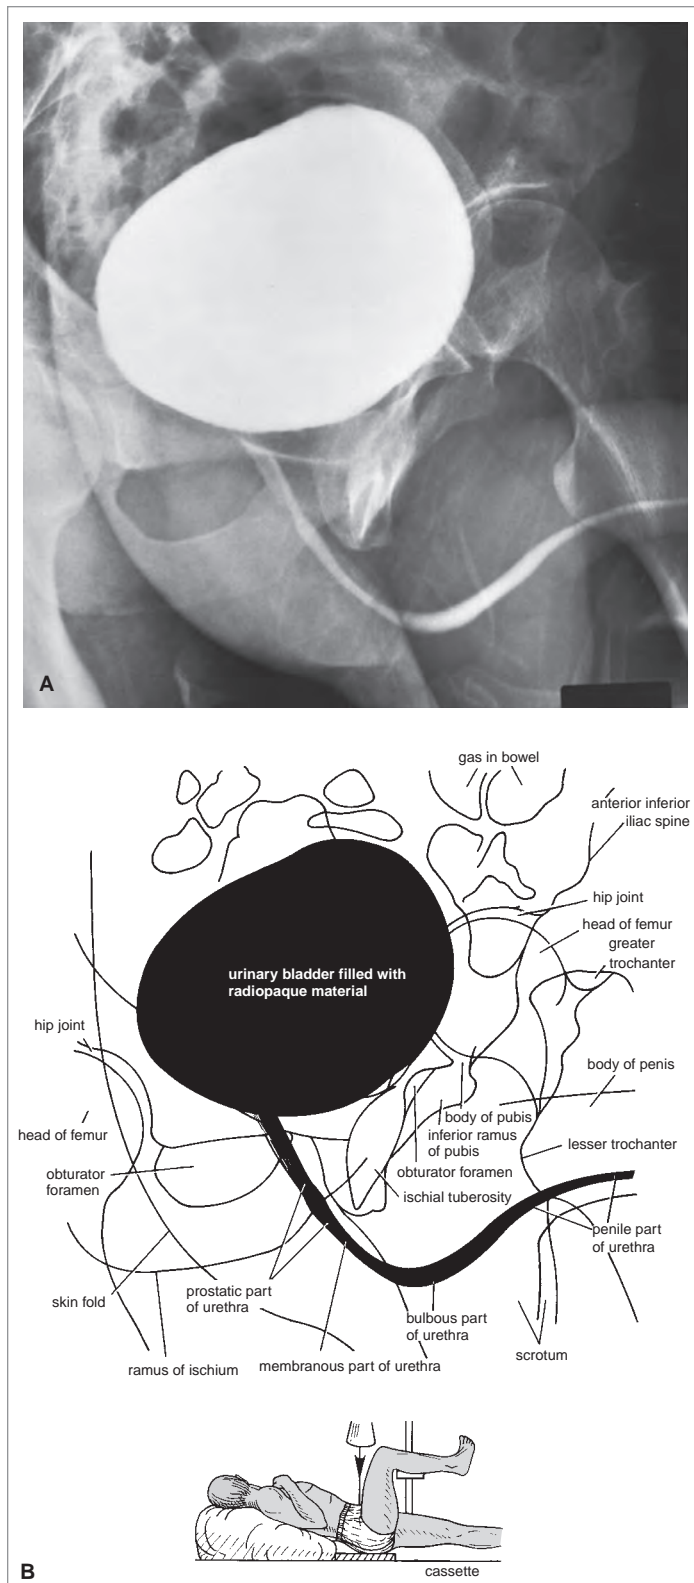 A
gas in bowel
anterior inferior
iliac spine
hip joint
head of femur
greater
trochanter
urinary bladder filled with
radiopaque material
hip joint
body of penis
head of femur
body of pubis
inferior ramus
of pubis
lesser trochanter
obturator
foramen
obturator foramen
ischial tuberosity
penile part
of urethra
skin fold
prostatic part
of urethra
bulbous part
of urethra
scrotum
ramus of ischium
membranous part of urethra
B
cassette